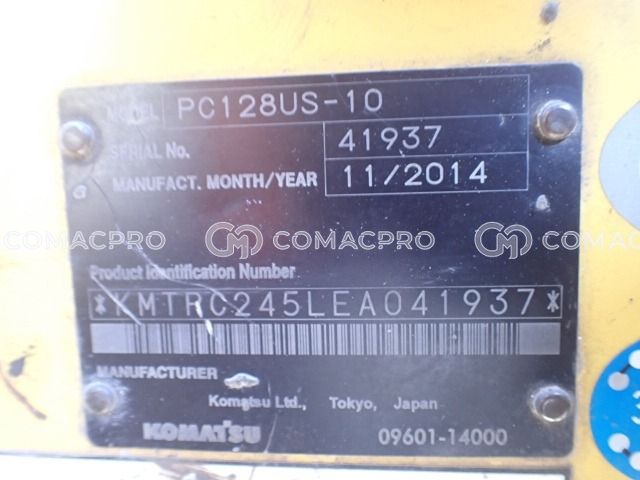 MODEL PC128US-10
SERIAL No. 41937
MANUFACT. MONTH/YEAR 11/2014
COMACPRO COMACPRO COMACPRO
Product Identification Number
*KMTRC245LEA041937*
MANUFACTURER
Komatsu Ltd., Tokyo, Japan
KOMATSU 09601-14000